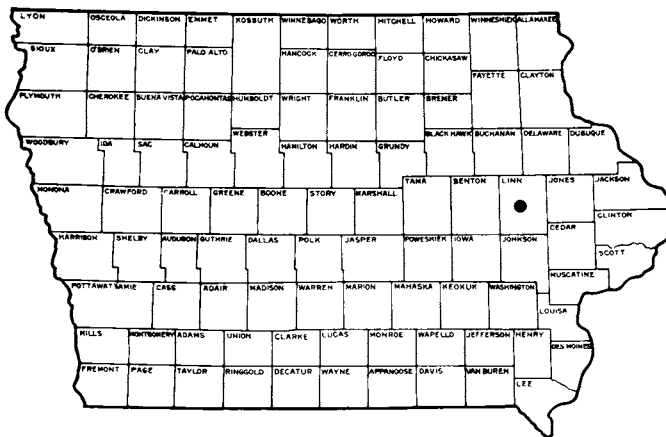 LYON OSCEOLA DICKINSON EMMET KOSSUTH WINNEBAGO WORTH MITCHELL HOWARD WINNESHIEK ALLAMAKEE
SIOUX O'BRIEN CLAY PALO ALTO HANCOCK CERRO GORDO FLOYD CHICKASAW
FAYETTE CLAYTON
PLYMOUTH CHEROKEE BUENA VISTA POCAHONTAS HUMBOLDT WRIGHT FRANKLIN BUTLER BREMER
WOODBURY IDA SAC CALHOUN WEBSTER HAMILTON HARDIN GRUNDY BLACK HAWK BUCHANAN DELAWARE DUBUQUE
MONONA CRAWFORD CARROLL GREENE BOONE STORY MARSHALL TAMA BENTON LINN JONES JACKSON
CLINTON
CEDAR
HARRISON SHELBY AUDUBON GUTHRIE DALLAS POLK JASPER POWESHIEK IOWA JOHNSON SCOTT
MUSCATINE
POTTAWATTAMIE CASS ADAIR MADISON WARREN MARION MAHASKA KEOKUK WASHINGTON
LOUISA
MILLS MONTGOMERY ADAMS UNION CLARKE LUCAS MONROE WAPELLO JEFFERSON HENRY
DES MOINES
FREMONT PAGE TAYLOR RINGGOLD DECATUR WAYNE APPANOOSE DAVIS VAN BUREN
LEE